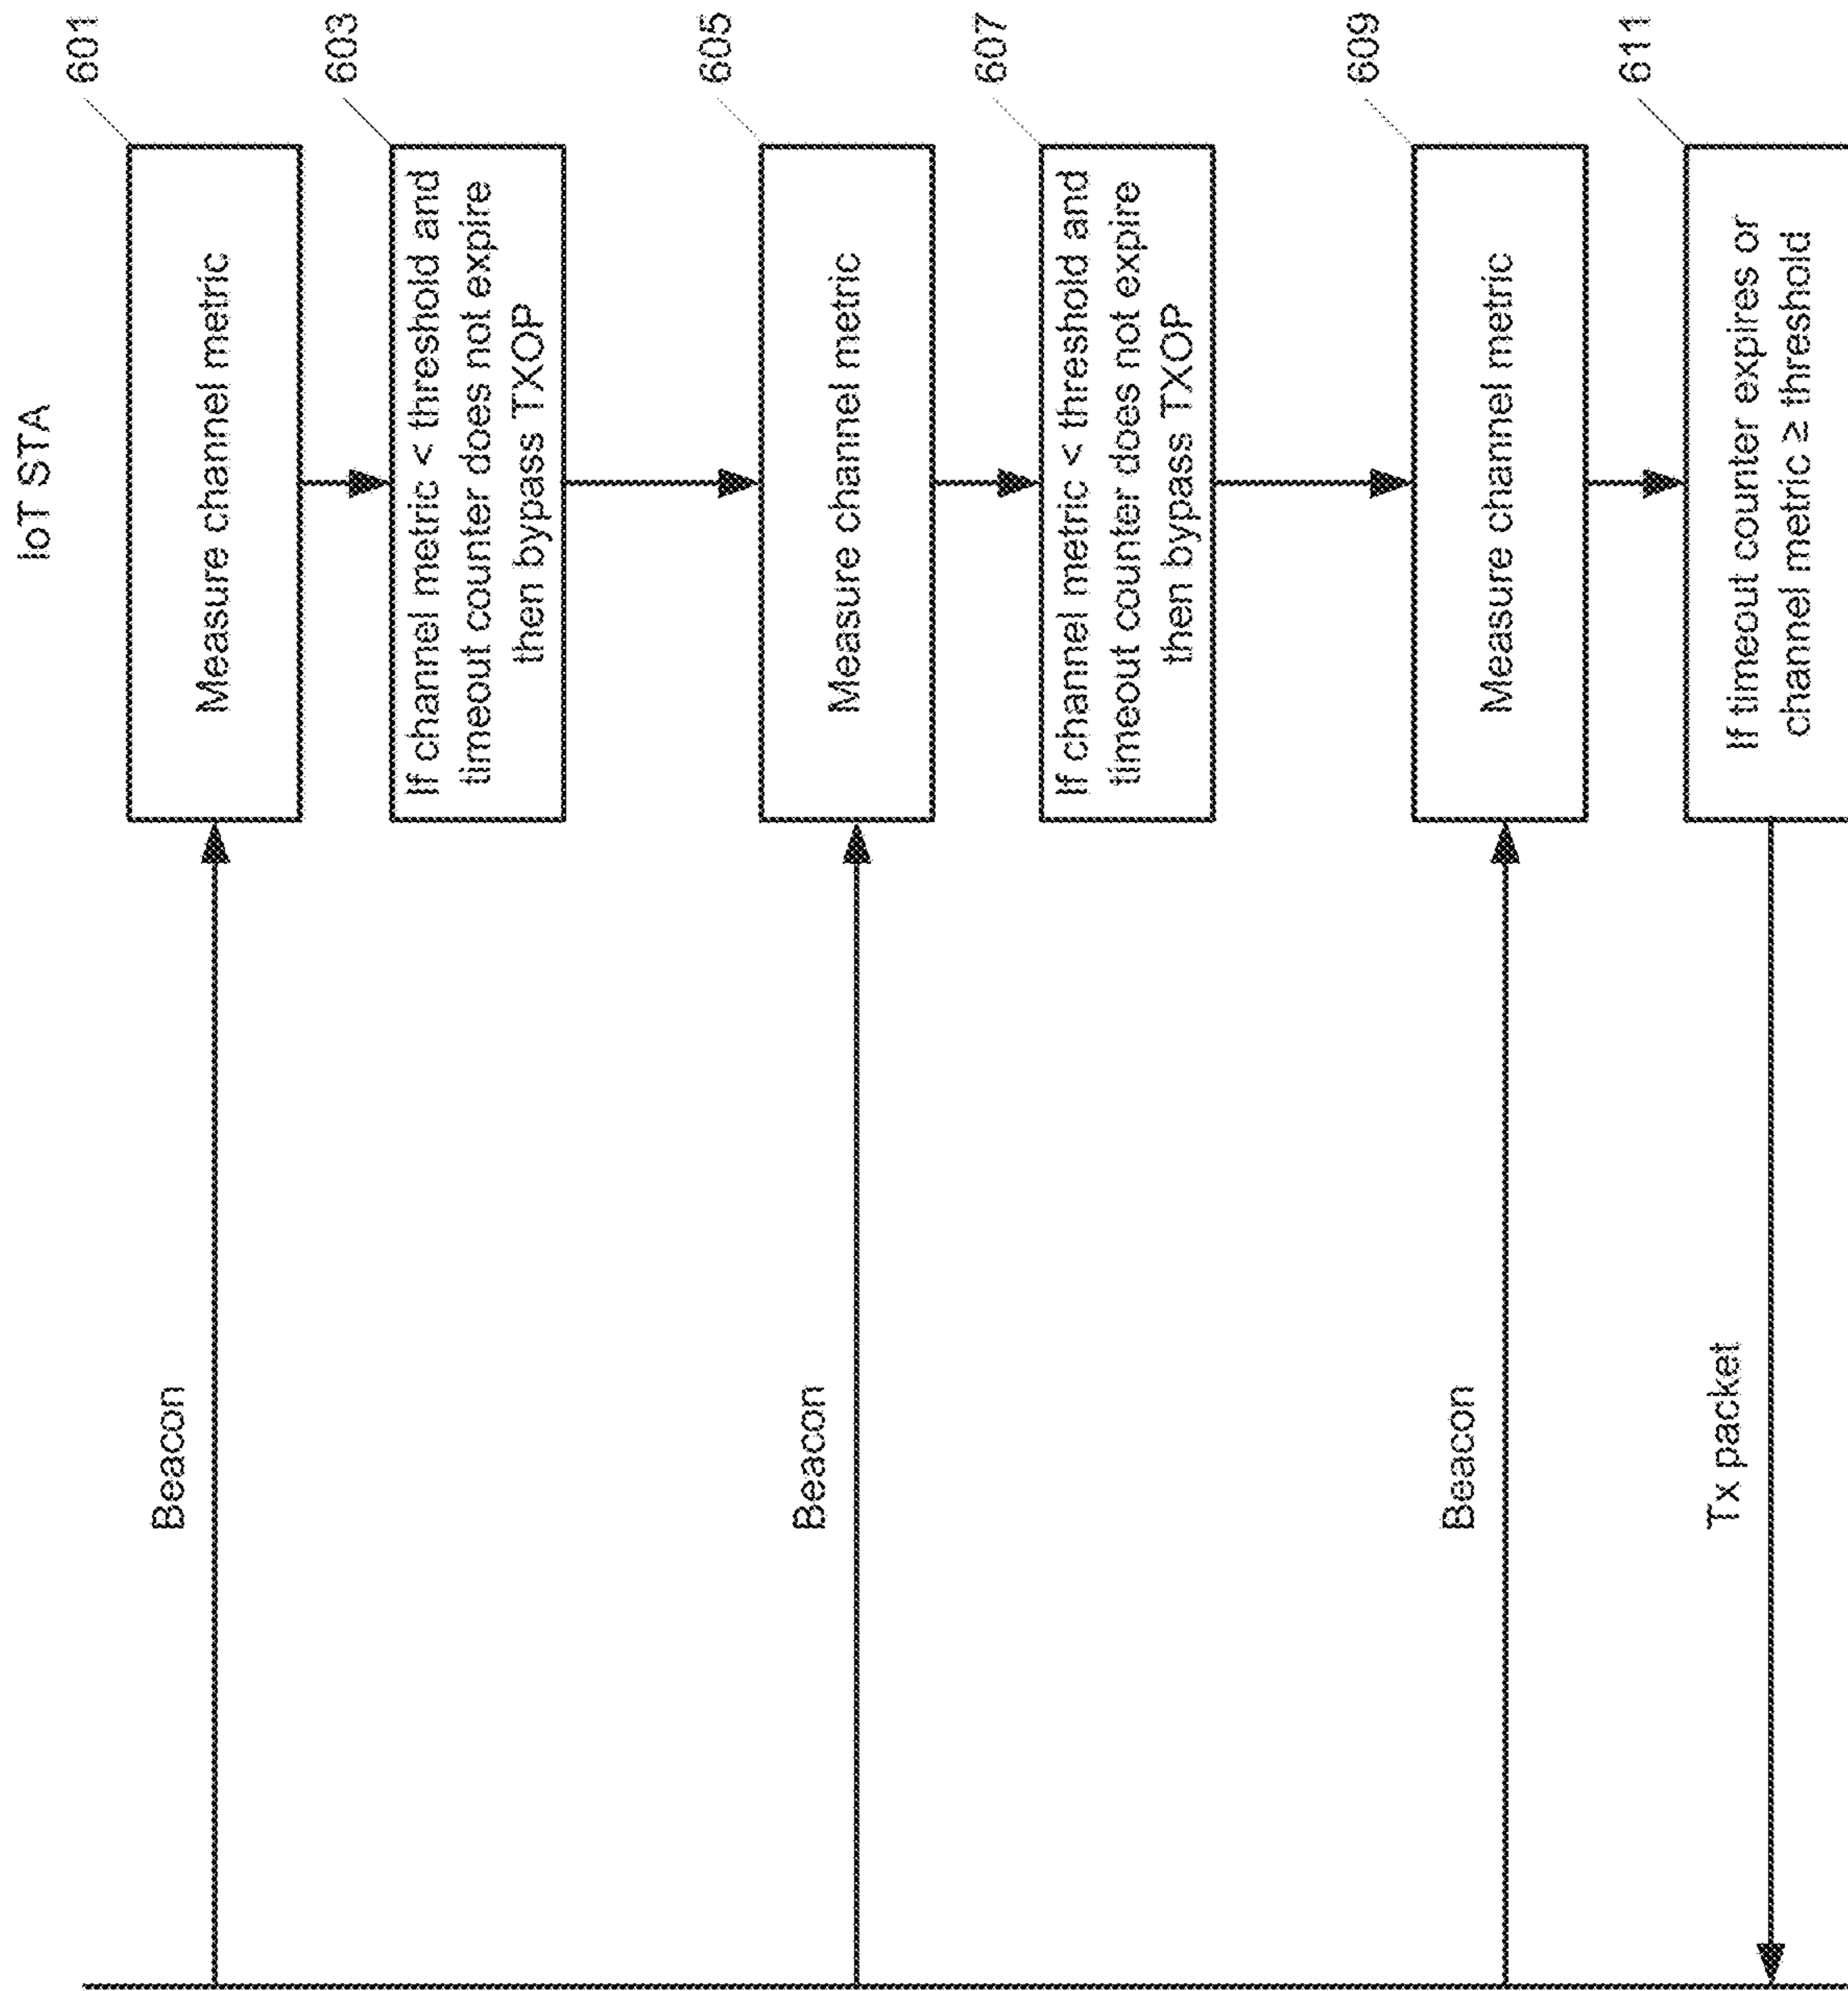 IoT STA
601
Beacon
Measure channel metric
603
If channel metric < threshold and
timeout counter does not expire
then bypass TXOP
605
Beacon
Measure channel metric
607
If channel metric < threshold and
timeout counter does not expire
then bypass TXOP
609
Beacon
Measure channel metric
611
Tx packet
If timeout counter expires or
channel metric ≥ threshold